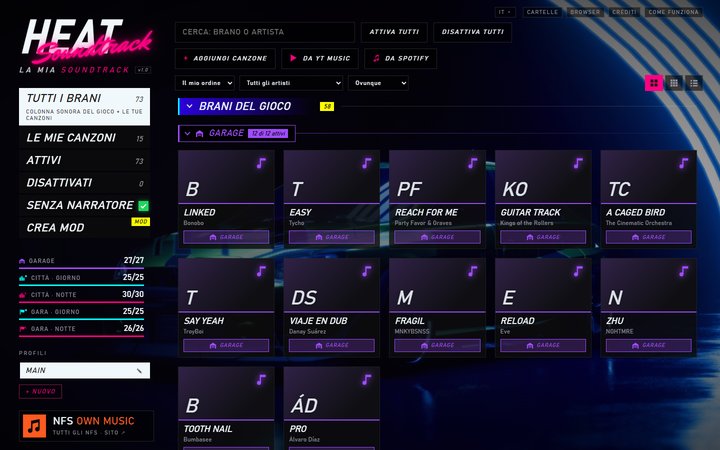 HEAT
Soundtrack
LA MIA SOUNDTRACK v1.0
TUTTI I BRANI 73
COLONNA SONORA DEL GIOCO + LE TUE CANZONI
LE MIE CANZONI 15
ATTIVI 73
DISATTIVATI 0
SENZA NARRATORE
CREA MOD MOD
GARAGE 27/27
CITTÀ · GIORNO 25/25
CITTÀ · NOTTE 30/30
GARA · GIORNO 25/25
GARA · NOTTE 26/26
PROFILI
MAIN
+ NUOVO
NFS OWN MUSIC
TUTTI GLI NFS · SITO ↗
IT
CARTELLE
BROWSER
CREDITI
COME FUNZIONA
CERCA: BRANO O ARTISTA
ATTIVA TUTTI
DISATTIVA TUTTI
+ AGGIUNGI CANZONE
DA YT MUSIC
DA SPOTIFY
Il mio ordine
Tutti gli artisti
Ovunque
BRANI DEL GIOCO 58
GARAGE 12 di 12 attivi
B
LINKED
Bonobo
GARAGE
T
EASY
Tycho
GARAGE
PF
REACH FOR ME
Party Favor & Graves
GARAGE
KO
GUITAR TRACK
Kings of the Rollers
GARAGE
TC
A CAGED BIRD
The Cinematic Orchestra
GARAGE
T
SAY YEAH
TroyBoi
GARAGE
DS
VIAJE EN DUB
Danay Suárez
GARAGE
M
FRAGIL
MNKYBSNSS
GARAGE
E
RELOAD
Eve
GARAGE
N
ZHU
NGHTMRE
GARAGE
B
TOOTH NAIL
Bumbasee
ÁD
PRO
Álvaro Díaz